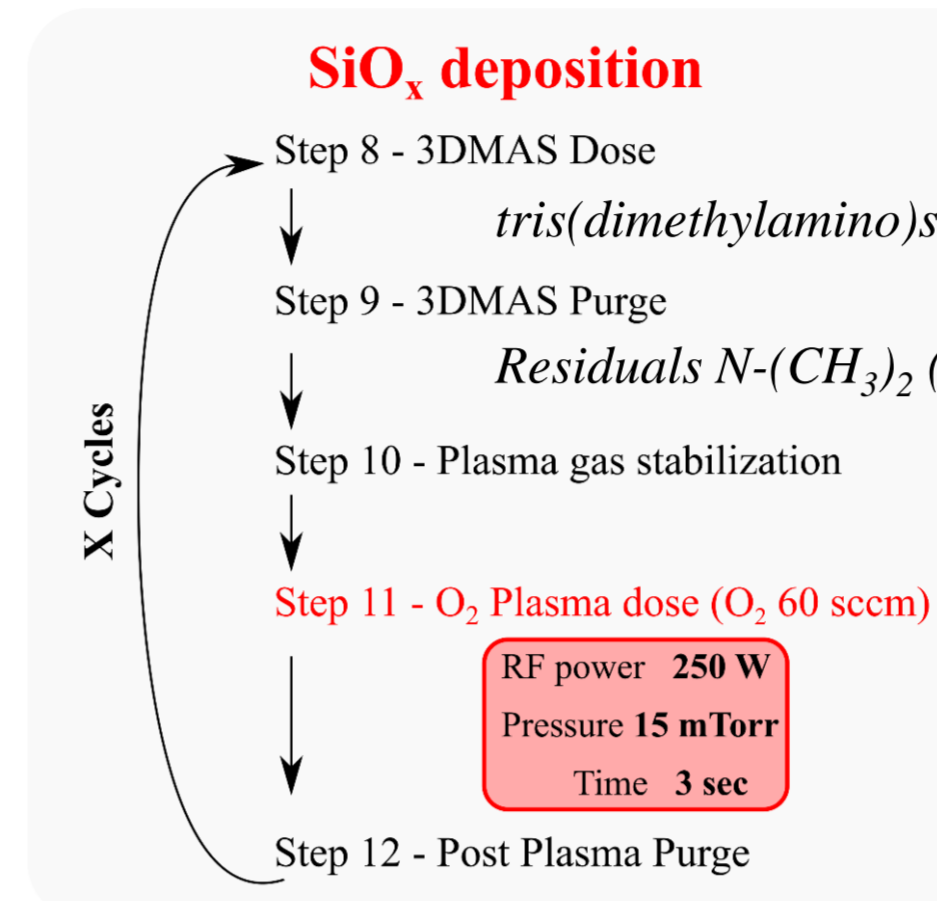 SiOₓ deposition
Step 8 - 3DMAS Dose
tris(dimethylamino)s
Step 9 - 3DMAS Purge
Residuals N-(CH₃)₂ (
X Cycles
Step 10 - Plasma gas stabilization
Step 11 - O₂ Plasma dose (O₂ 60 sccm)
RF power 250 W
Pressure 15 mTorr
Time 3 sec
Step 12 - Post Plasma Purge